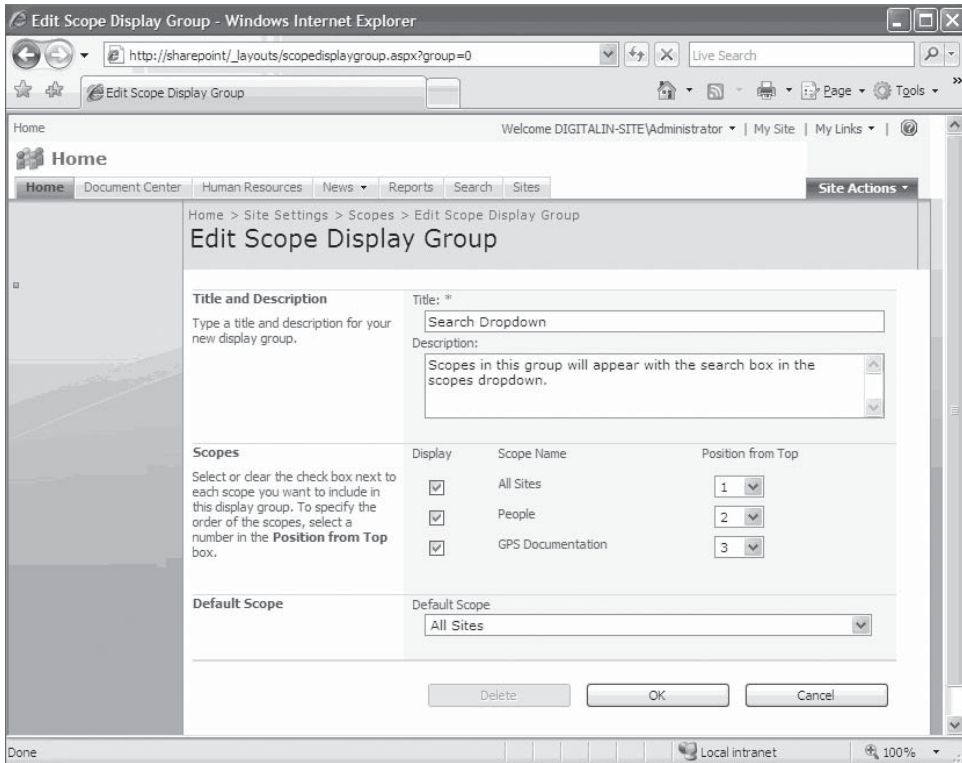 Edit Scope Display Group - Windows Internet Explorer
http://sharepoint/_layouts/scopedisplaygroup.aspx?group=0
Live Search
Edit Scope Display Group
Page
Tools
»
Home
Welcome DIGITALIN-SITE\Administrator | My Site | My Links |
Home
Home Document Center Human Resources News Reports Search Sites
Site Actions
Home > Site Settings > Scopes > Edit Scope Display Group
Edit Scope Display Group
Title and Description
Type a title and description for your
new display group.
Title: *
Search Dropdown
Description:
Scopes in this group will appear with the search box in the
scopes dropdown.
Scopes
Select or clear the check box next to
each scope you want to include in
this display group. To specify the
order of the scopes, select a
number in the Position from Top
box.
Display Scope Name Position from Top
All Sites 1
People 2
GPS Documentation 3
Default Scope
Default Scope
All Sites
Delete OK Cancel
Done
Local intranet
100%